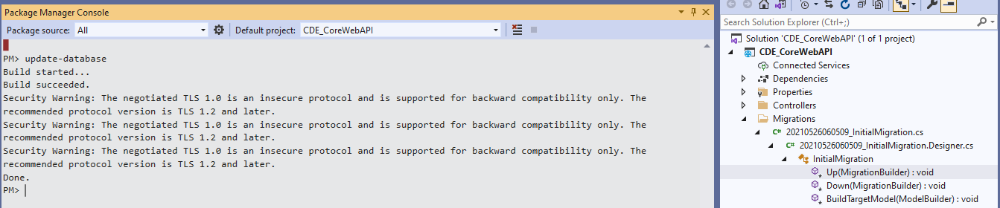 Package Manager Console
Package source: All
Default project: CDE_CoreWebAPI
PM> update-database
Build started...
Build succeeded.
Security Warning: The negotiated TLS 1.0 is an insecure protocol and is supported for backward compatibility only. The
recommended protocol version is TLS 1.2 and later.
Security Warning: The negotiated TLS 1.0 is an insecure protocol and is supported for backward compatibility only. The
recommended protocol version is TLS 1.2 and later.
Security Warning: The negotiated TLS 1.0 is an insecure protocol and is supported for backward compatibility only. The
recommended protocol version is TLS 1.2 and later.
Done.
PM>
Search Solution Explorer (Ctrl+;)
Solution 'CDE_CoreWebAPI' (1 of 1 project)
CDE_CoreWebAPI
Connected Services
Dependencies
Properties
Controllers
Migrations
C# 20210526060509_InitialMigration.cs
C# 20210526060509_InitialMigration.Designer.cs
InitialMigration
Up(MigrationBuilder) : void
Down(MigrationBuilder) : void
BuildTargetModel(ModelBuilder) : void